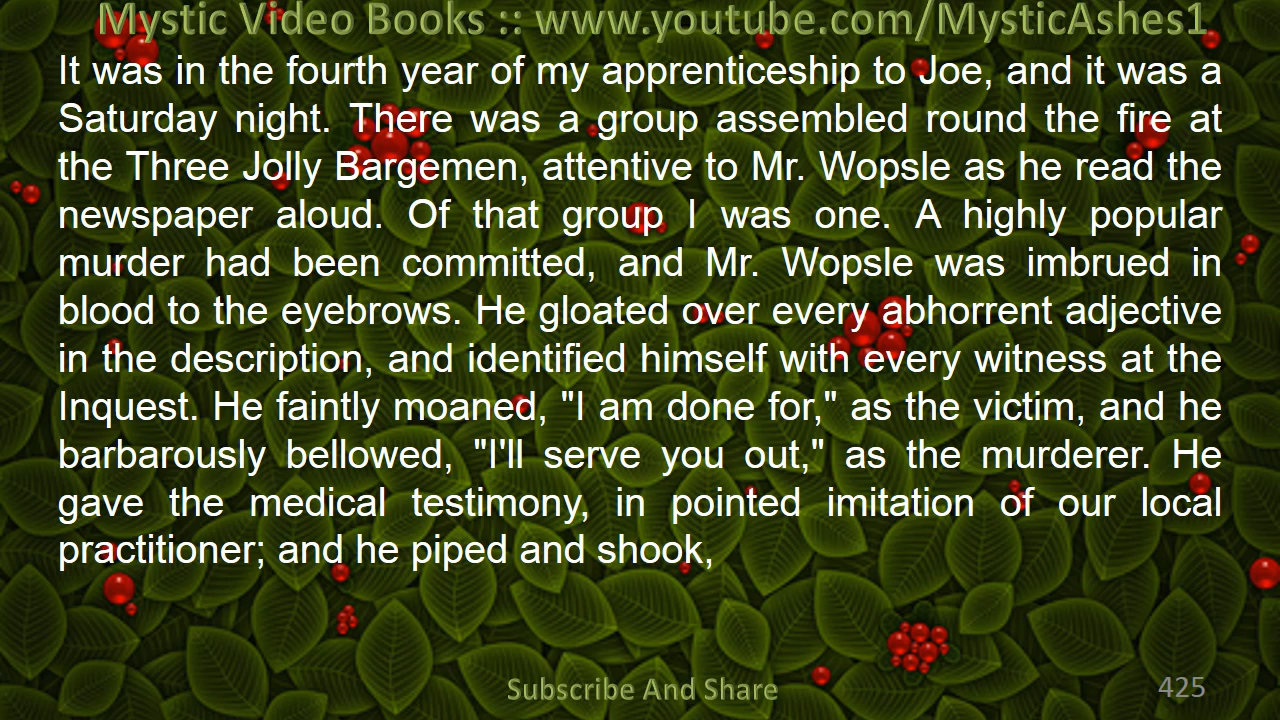 Mystic Video Books :: www.youtube.com/MysticAshes1
It was in the fourth year of my apprenticeship to Joe, and it was a
Saturday night. There was a group assembled round the fire at
the Three Jolly Bargemen, attentive to Mr. Wopsle as he read the
newspaper aloud. Of that group I was one. A highly popular
murder had been committed, and Mr. Wopsle was imbrued in
blood to the eyebrows. He gloated over every abhorrent adjective
in the description, and identified himself with every witness at the
Inquest. He faintly moaned, "I am done for," as the victim, and he
barbarously bellowed, "I'll serve you out," as the murderer. He
gave the medical testimony, in pointed imitation of our local
practitioner; and he piped and shook,
Subscribe And Share
425